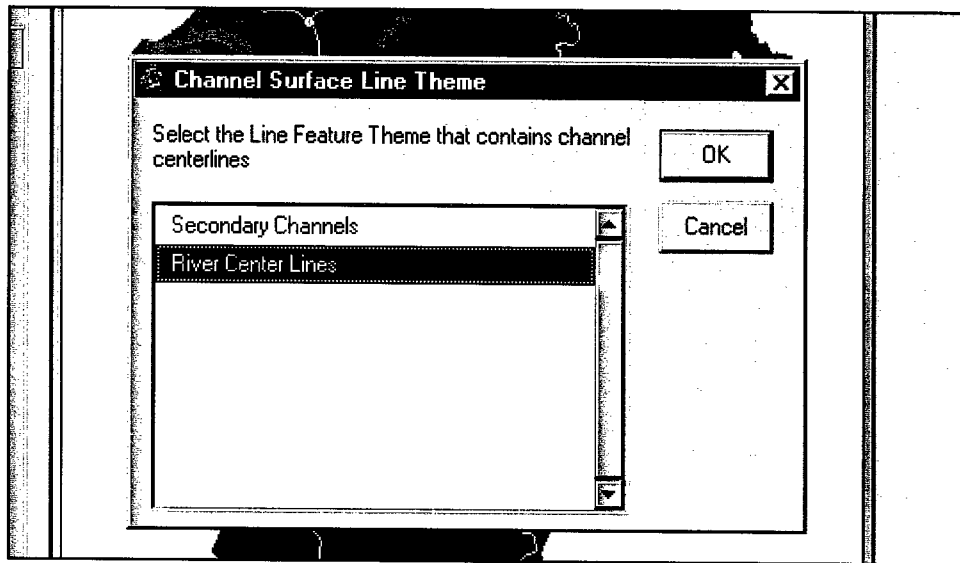 Channel Surface Line Theme
Select the Line Feature Theme that contains channel
centerlines
OK
Cancel
Secondary Channels
River Center Lines